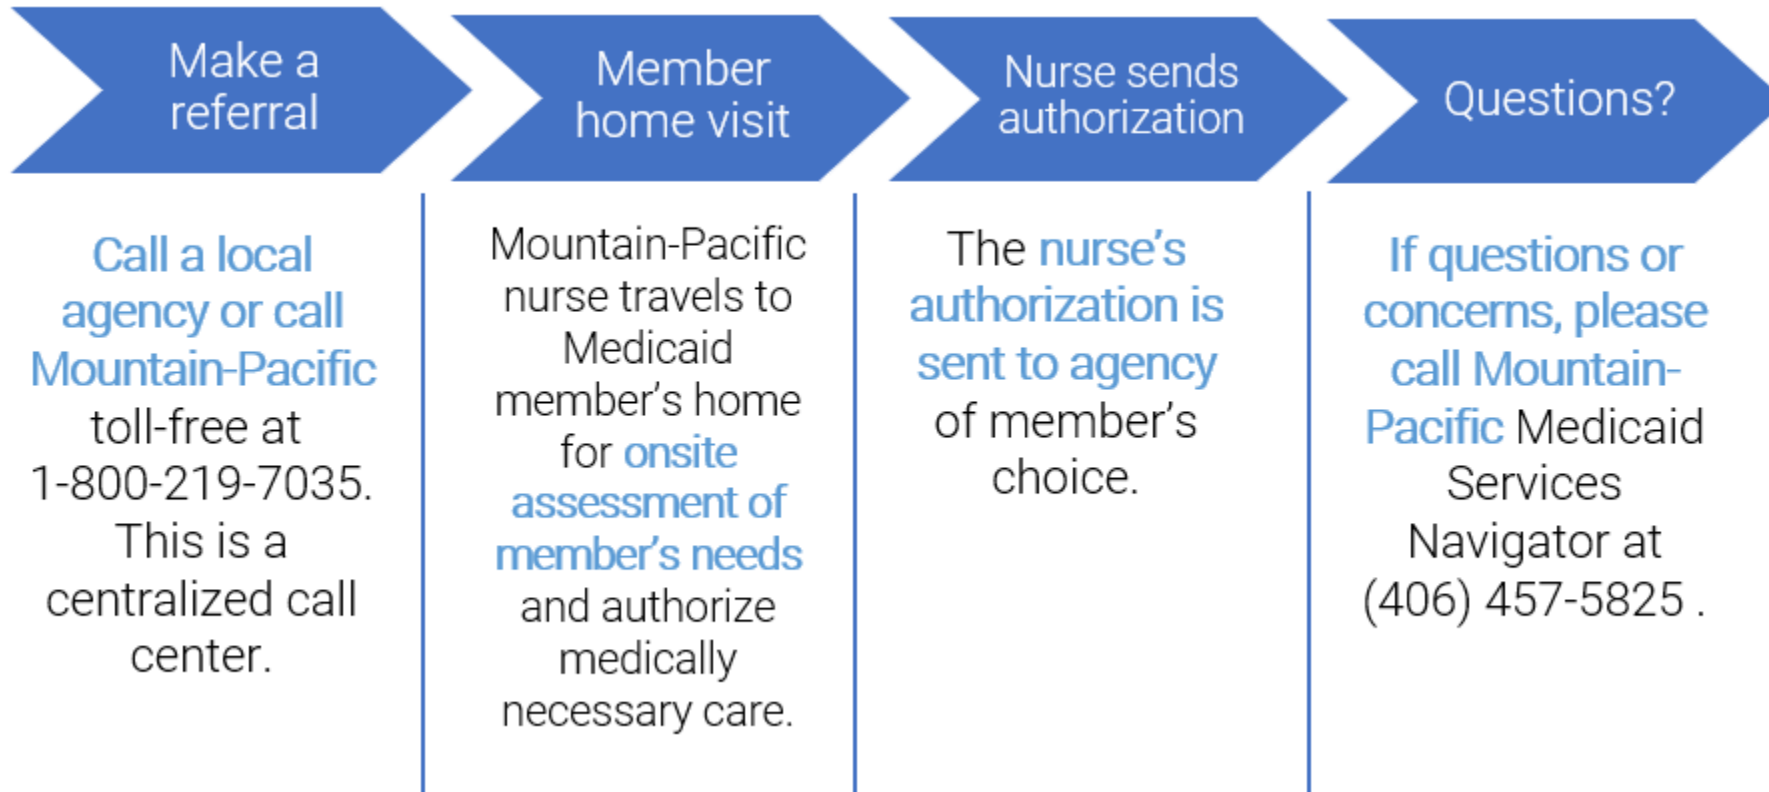 Make a
referral
Member
home visit
Nurse sends
authorization
Questions?
Call a local
agency or call
Mountain-Pacific
toll-free at
1-800-219-7035.
This is a
centralized call
center.
Mountain-Pacific
nurse travels to
Medicaid
member's home
for onsite
assessment of
member's needs
and authorize
medically
necessary care.
The nurse's
authorization is
sent to agency
of member's
choice.
If questions or
concerns, please
call Mountain-
Pacific Medicaid
Services
Navigator at
(406) 457-5825 .